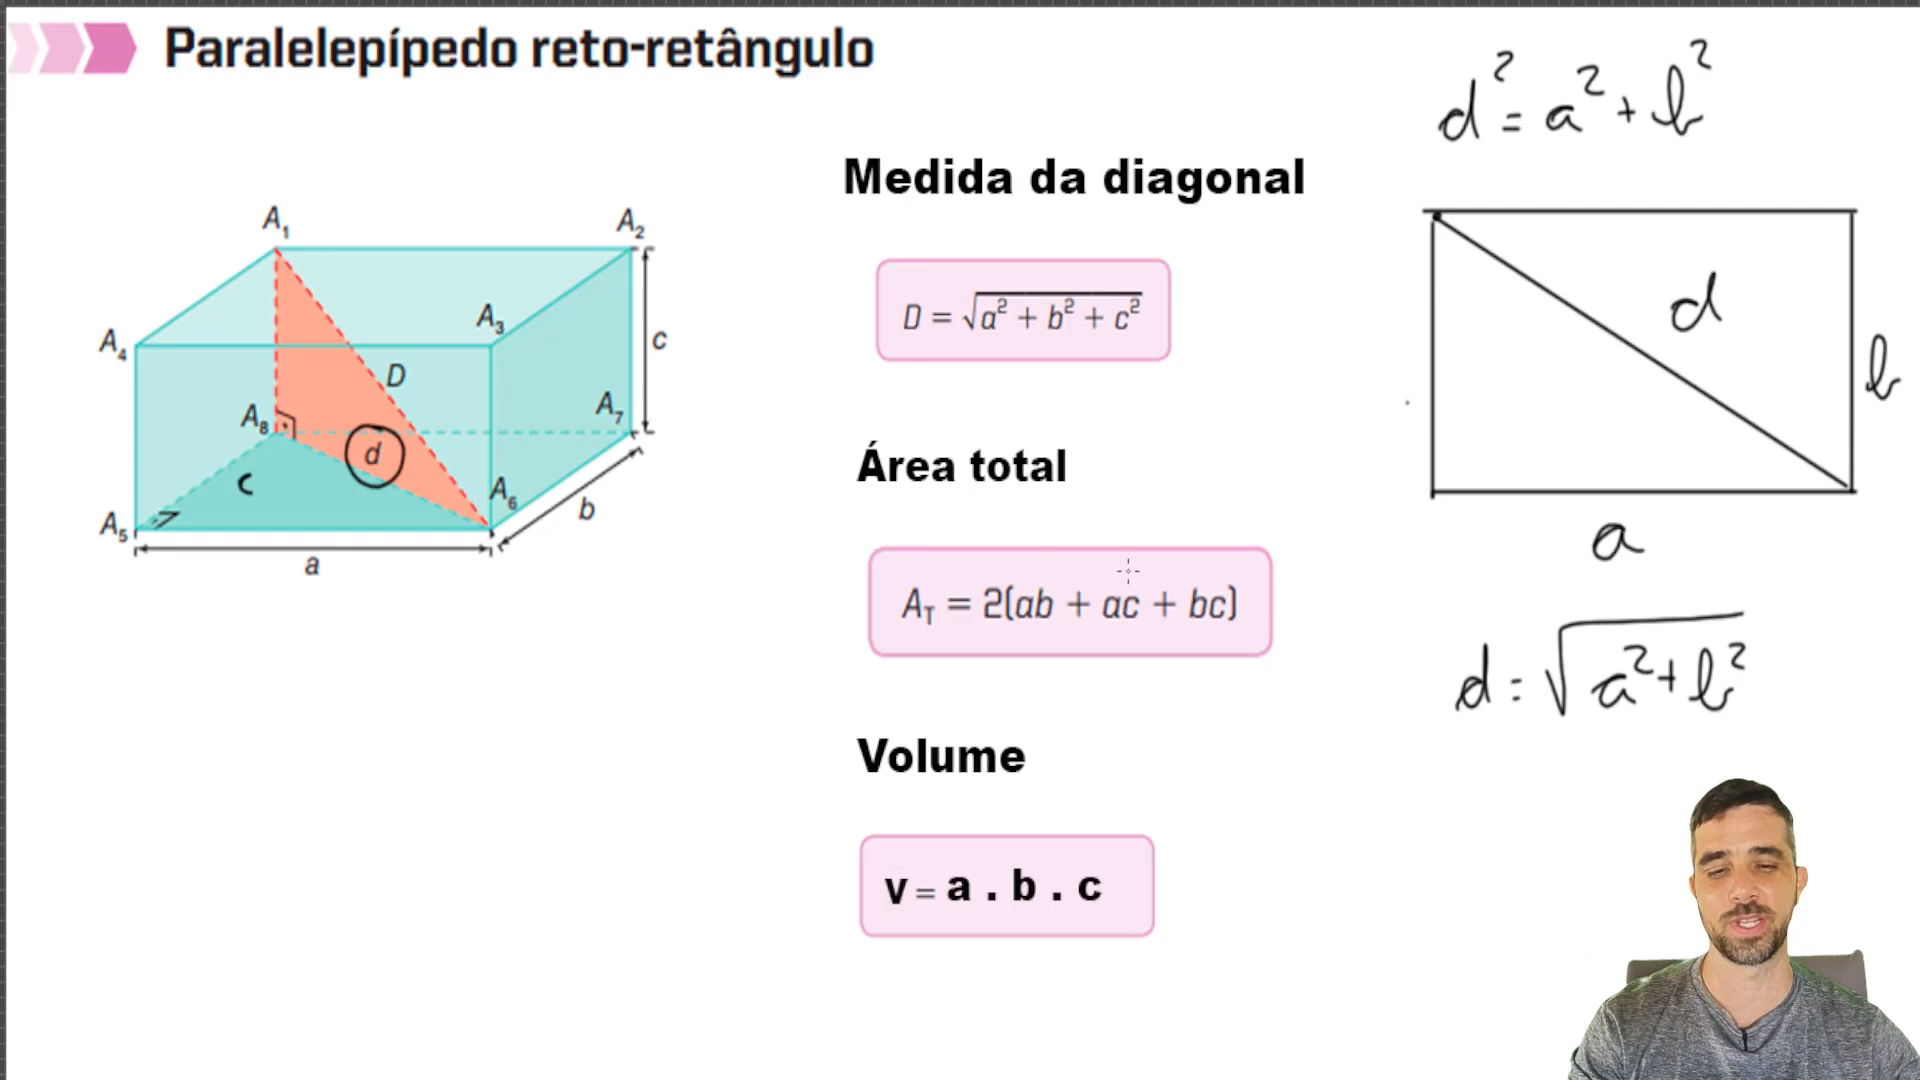 Paralelepípedo reto-retângulo
d² = a² + b²
Medida da diagonal
A₁
A₂
D = √a² + b² + c²
A₄
A₃
c
D
d
A₈
A₇
d
b
c
A₆
A₅
b
a
a
Área total
A_T = 2(ab + ac + bc)
d = √a² + b²
Volume
v = a . b . c